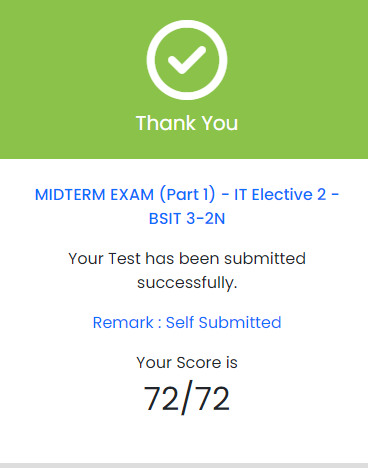 Thank You
MIDTERM EXAM (Part 1) - IT Elective 2 -
BSIT 3-2N
Your Test has been submitted
successfully.
Remark : Self Submitted
Your Score is
72/72